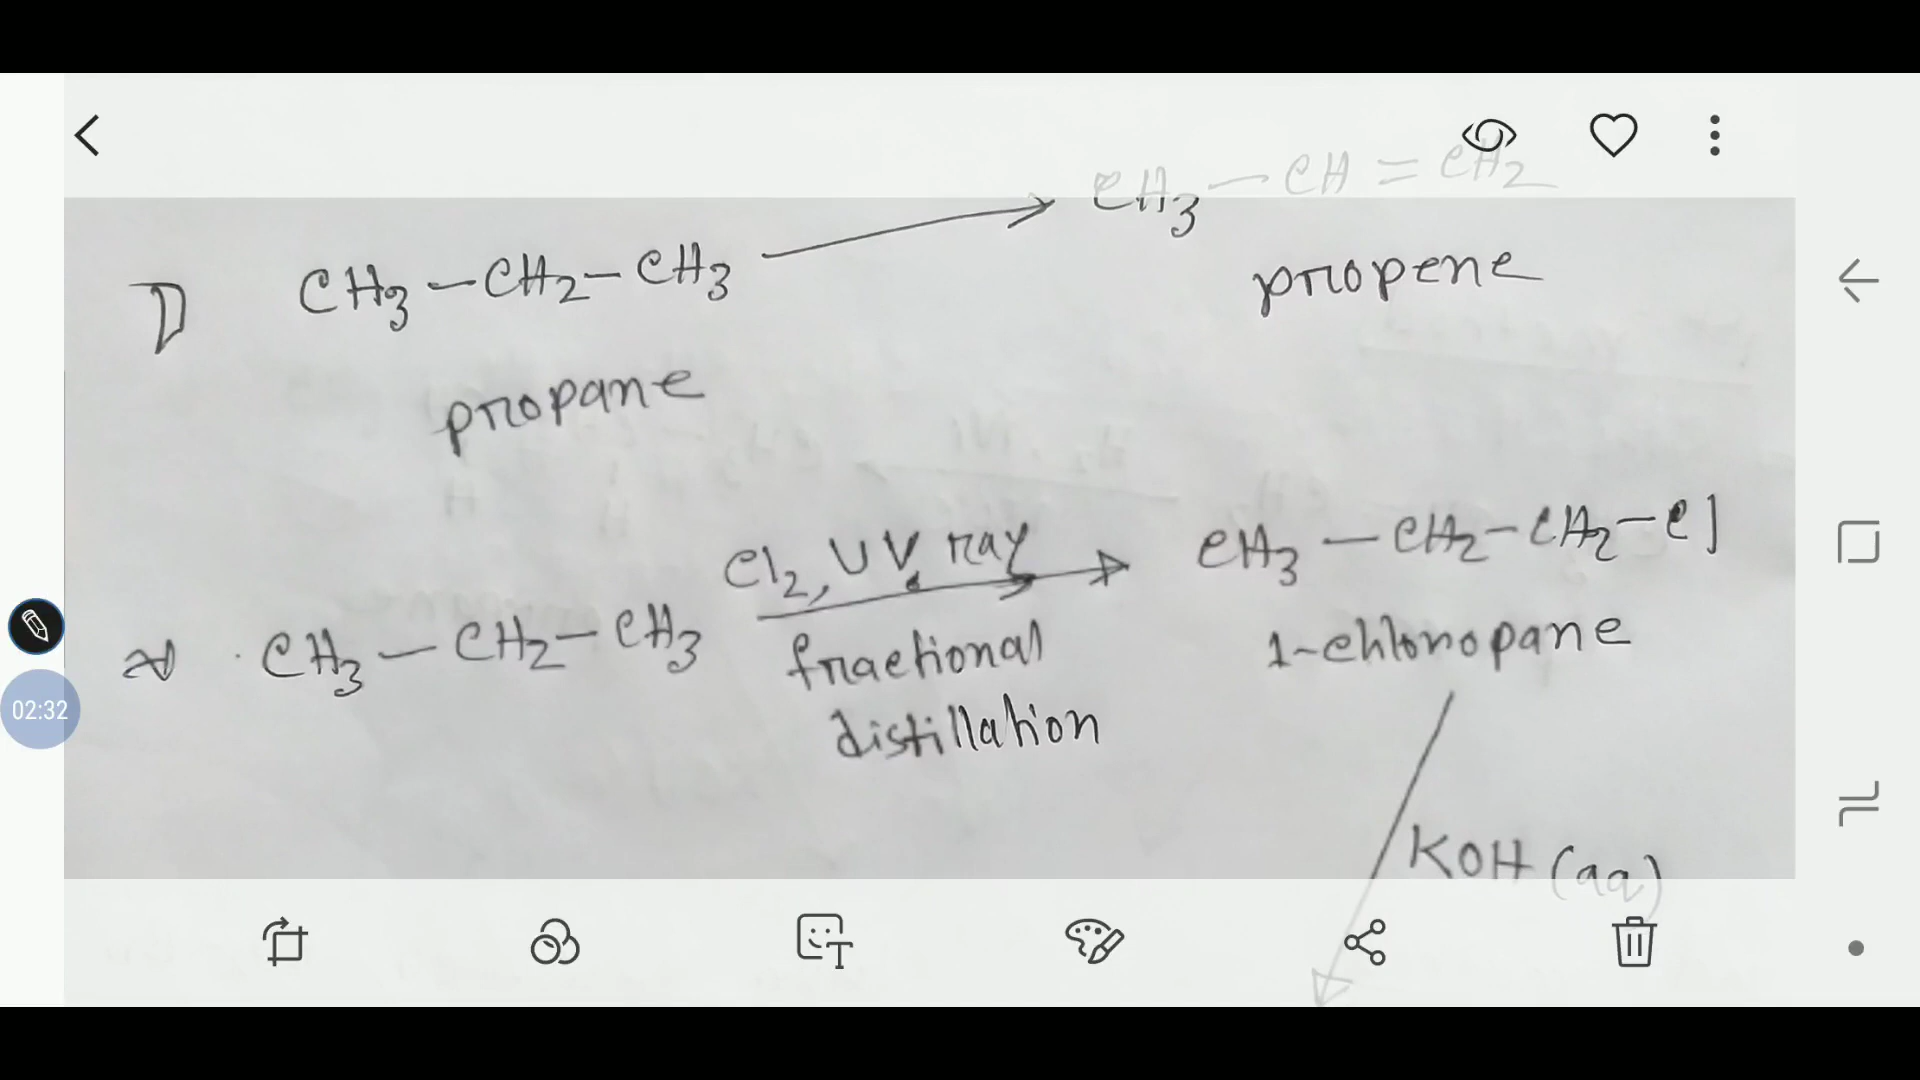 CH3 — CH = CH2
CH3 — CH2 — CH3
propene
propane
Cl2, UV ray
CH3 — CH2 — CH2 — Cl
CH3 — CH2 — CH3
fractional
distillation
1-chloropane
KOH (aq)
02:32